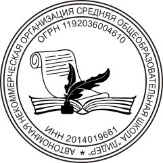 АВТОНОМНАЯ НЕКОММЕРЧЕСКАЯ ОРГАНИЗАЦИЯ СРЕДНЯЯ ОБЩЕОБРАЗОВАТЕЛЬНАЯ ШКОЛА "ЛИДЕР" *
ОГРН 1192036004610
ИНН 2014019661